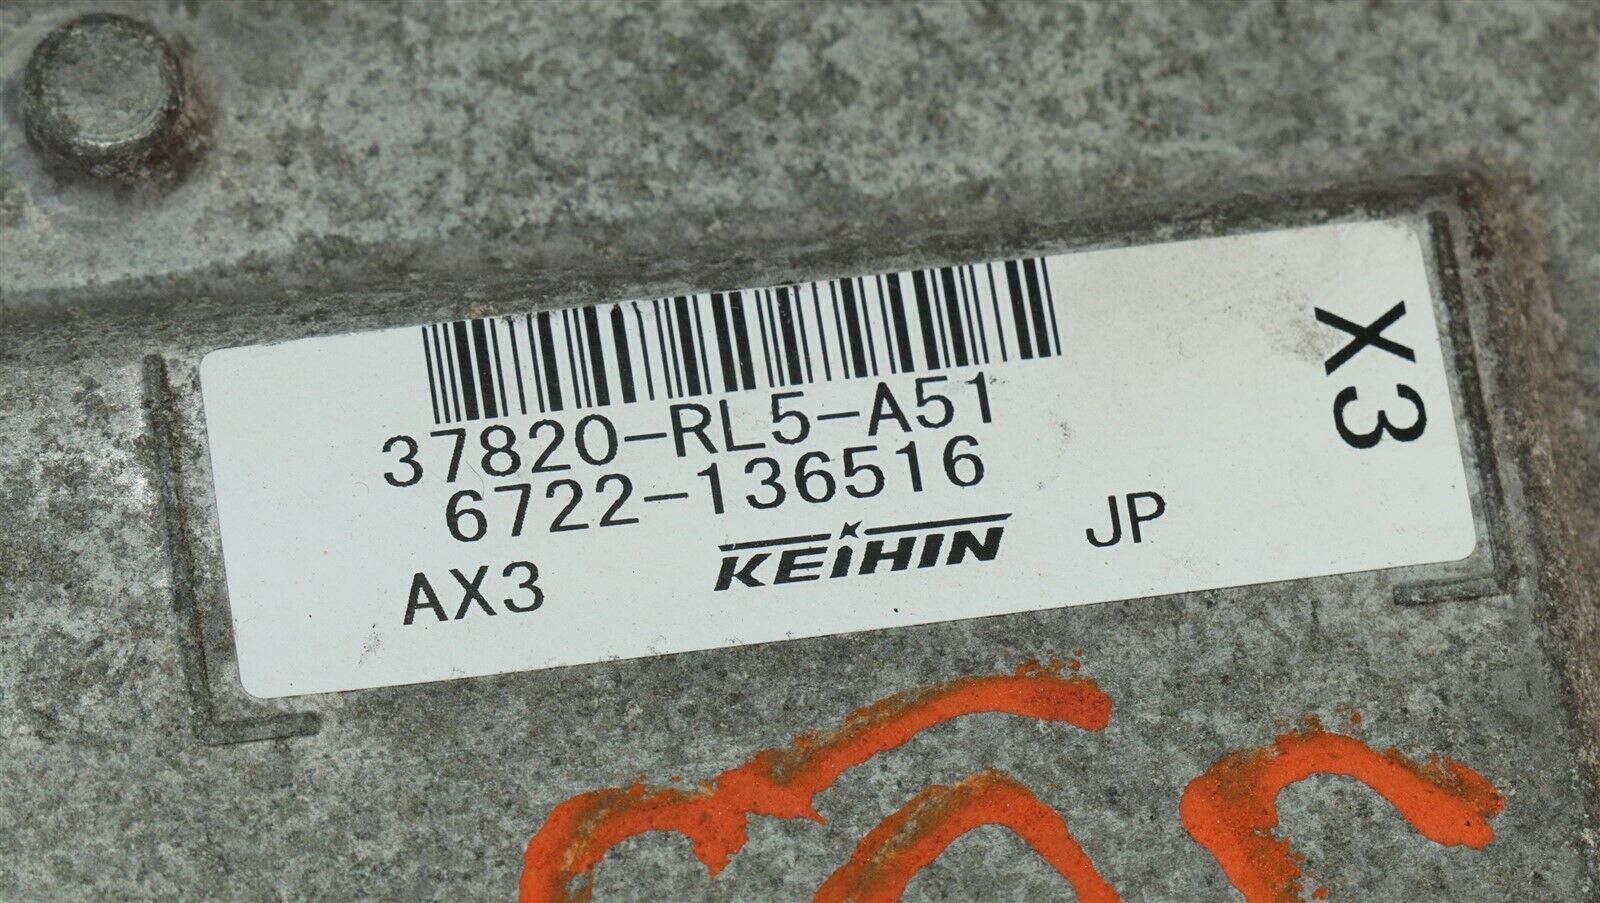 37820-RL5-A51
6722-136516
AX3 KEIHIN JP
X3